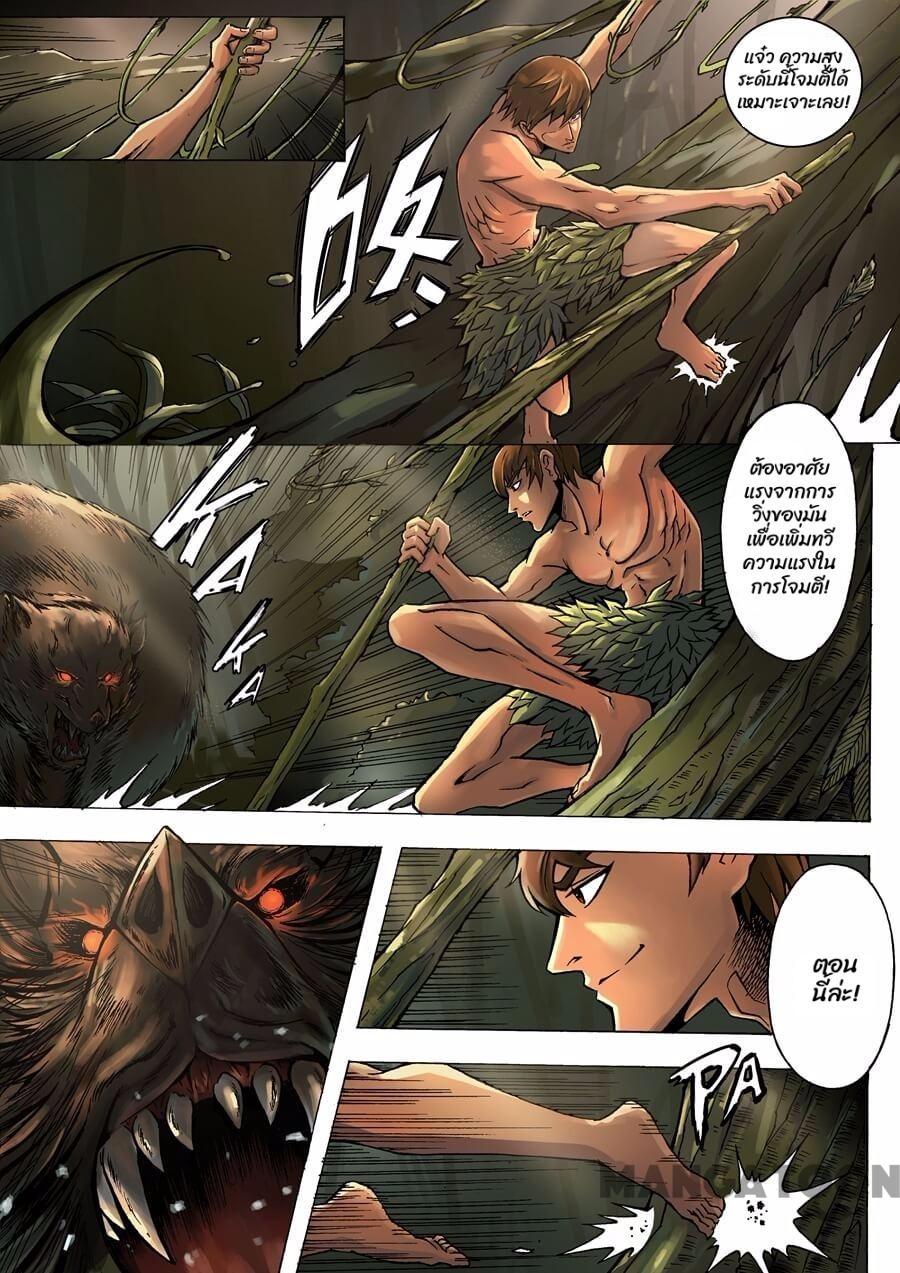 แจ๋ว ความสูง
ระดับนี้โจมตีได้
เหมาะเจาะเลย!
ต้องอาศัย
แรงจากการ
วิ่งของมัน
เพื่อเพิ่มทวี
ความแรงใน
การโจมตี!
KA
KA
KA
ตอน
นี้ล่ะ!
PA
MANGATOON